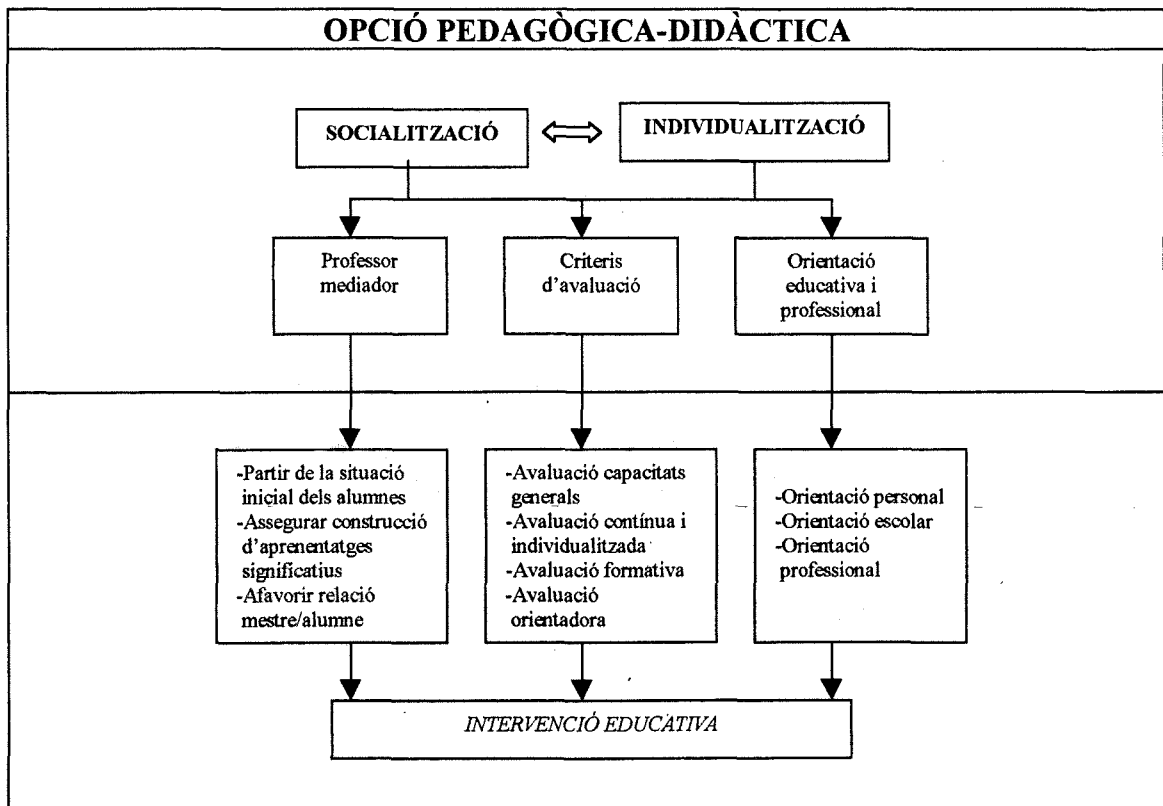 OPCIÓ PEDAGÒGICA-DIDÀCTICA
SOCIALITZACIÓ
INDIVIDUALITZACIÓ
Professor
mediador
Criteris
d'avaluació
Orientació
educativa i
professional
-Partir de la situació
inicial dels alumnes
-Assegurar construcció
d'aprenentatges
significatius
-Afavorir relació
mestre/alumne
-Avaluació capacitats
generals
-Avaluació contínua i
individualitzada
-Avaluació formativa
-Avaluació
orientadora
-Orientació personal
-Orientació escolar
-Orientació
professional
INTERVENCIÓ EDUCATIVA